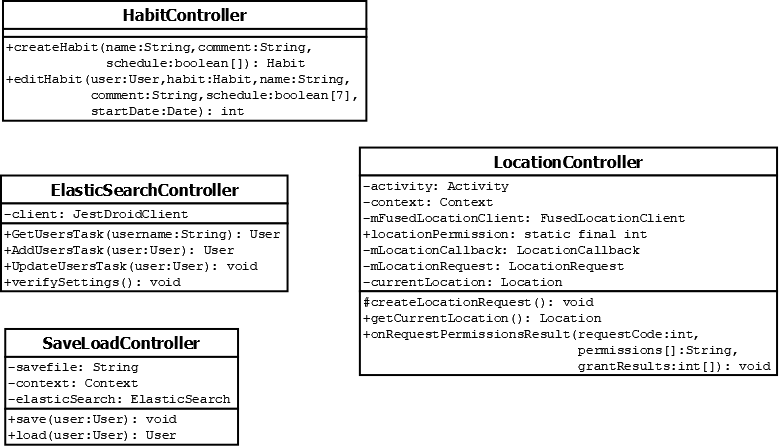 HabitController
+createHabit(name:String,comment:String,
schedule:boolean[]): Habit
+editHabit(user:User,habit:Habit,name:String,
comment:String,schedule:boolean[7],
startDate:Date): int
ElasticSearchController
-client: JestDroidClient
+GetUsersTask(username:String): User
+AddUsersTask(user:User): User
+UpdateUsersTask(user:User): void
+verifySettings(): void
LocationController
-activity: Activity
-context: Context
-mFusedLocationClient: FusedLocationClient
+locationPermission: static final int
-mLocationCallback: LocationCallback
-mLocationRequest: LocationRequest
-currentLocation: Location
#createLocationRequest(): void
+getCurrentLocation(): Location
+onRequestPermissionsResult(requestCode:int,
permissions[]:String,
grantResults:int[]): void
SaveLoadController
-savefile: String
-context: Context
-elasticSearch: ElasticSearch
+save(user:User): void
+load(user:User): User